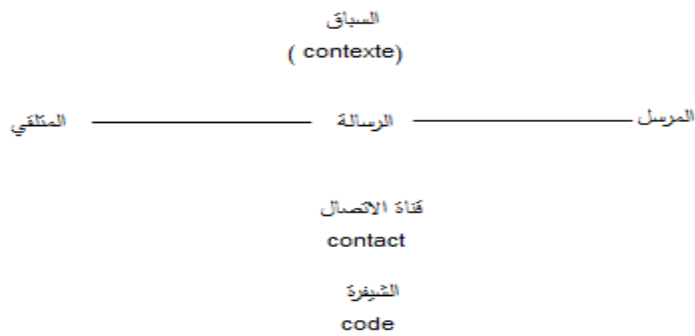 السياق
( contexte)
المرسل الرسالة المتلقي
قناة الاتصال
contact
الشيفرة
code